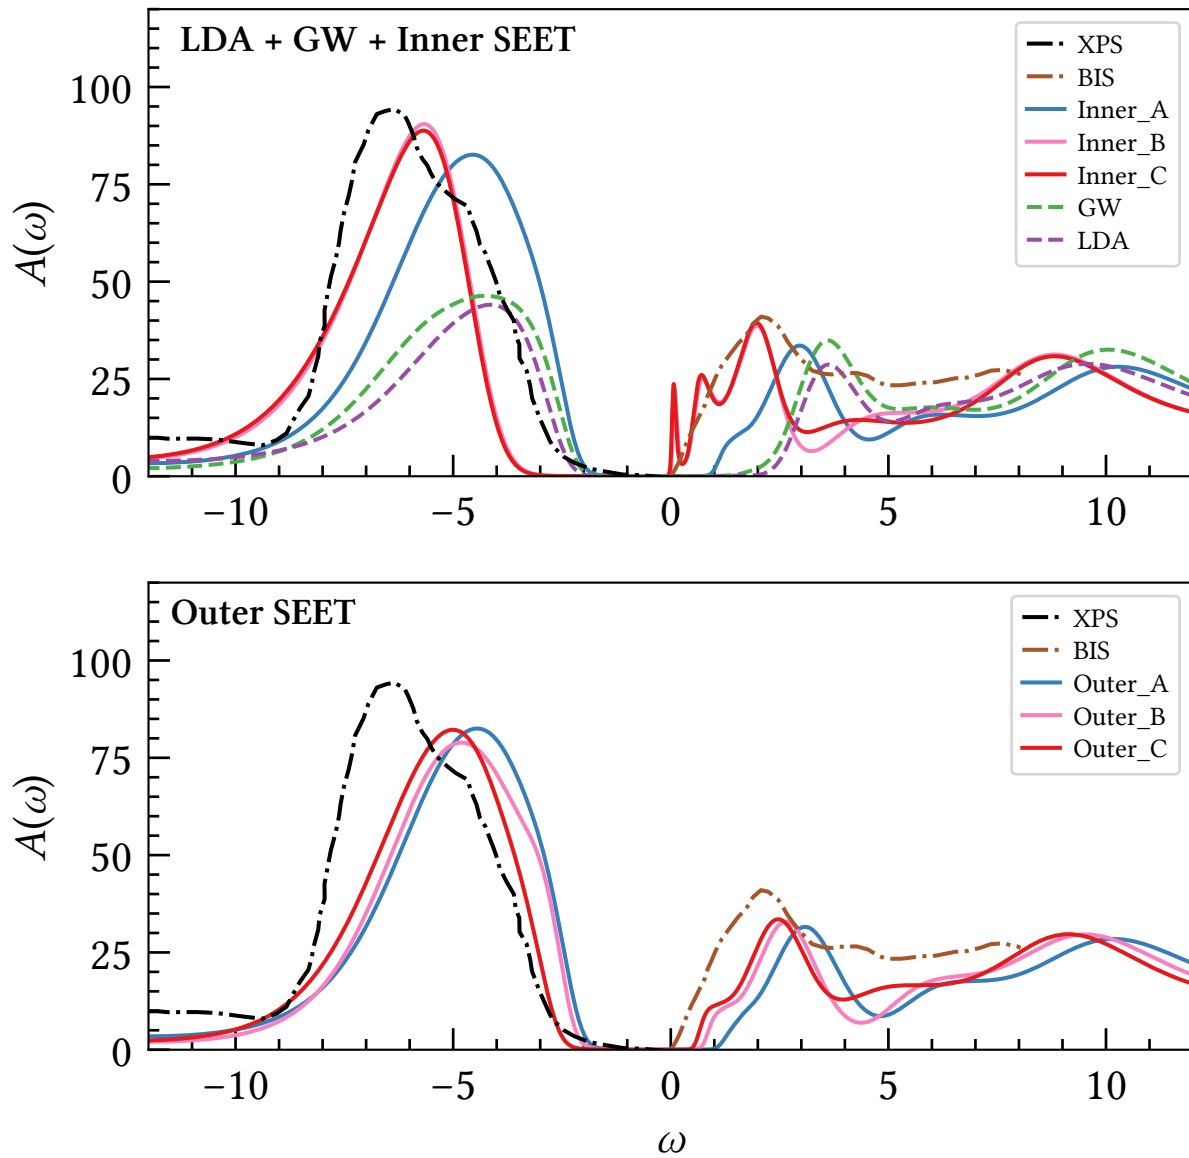 LDA + GW + Inner SEET
XPS
BIS
Inner_A
Inner_B
Inner_C
GW
LDA
A(ω)
100
75
50
25
0
−10
−5
0
5
10
Outer SEET
XPS
BIS
Outer_A
Outer_B
Outer_C
A(ω)
100
75
50
25
0
−10
−5
0
5
10
ω